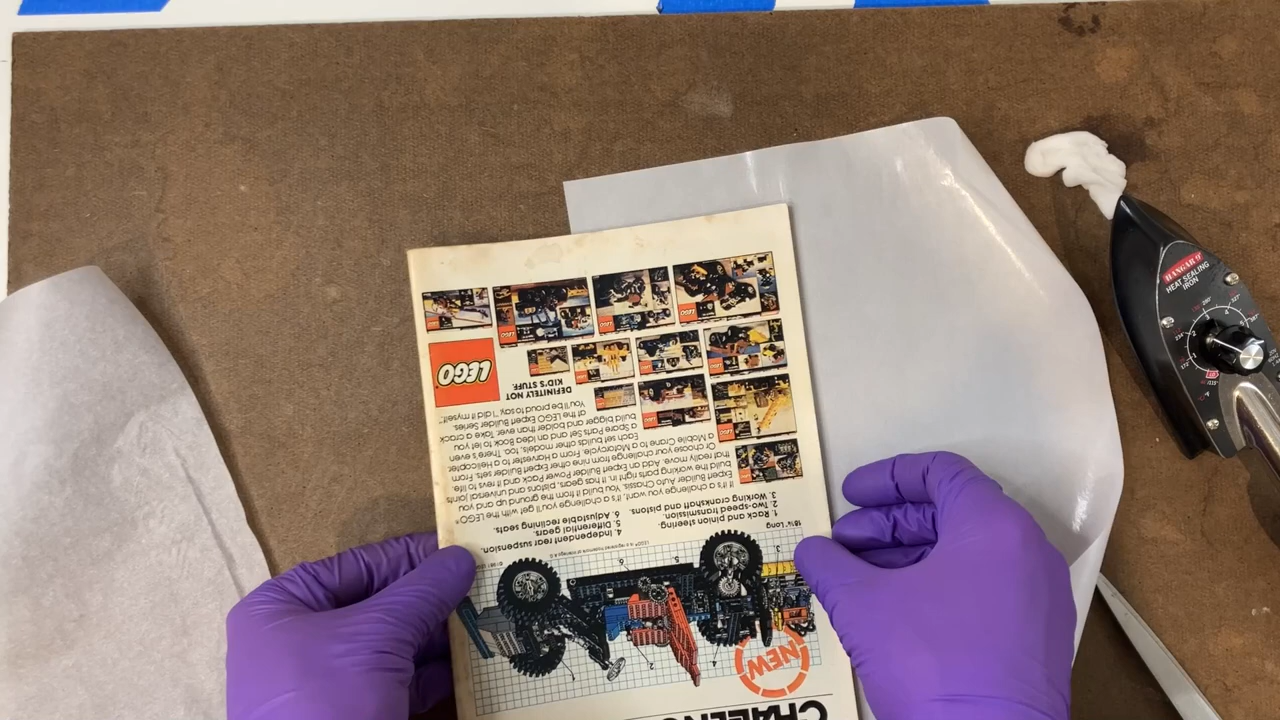 CHALLENG
NEW
18¼" Long
1. Rack and pinion steering.
2. Two-speed transmission.
3. Working crankshaft and pistons
4. Independent rear suspension.
5. Differential gears.
6. Adjustable reclining seats.
If it's a challenge you want, it's a challenge you'll get with the LEGO®
Expert Builder Auto Chassis. You build from the ground up and you
build the working parts in. It has gears, pistons and universal joints
that really move. Add an Expert Builder Power Pack and it revs to life.
Or choose your challenge from nine other Expert Builder sets. From
a Mobile Crane to a Motorcycle. From a Harvester to a Helicopter.
Each set builds other models, too. There's even
a Spare Parts Set and an Idea Book to let you
build bigger and bolder than ever. Take a crack
at the LEGO Expert Builder Series.
You'll be proud to say, "I did it myself".
DEFINITELY NOT
KID'S STUFF.
LEGO
HANGAR 9
HEAT SEALING
IRON